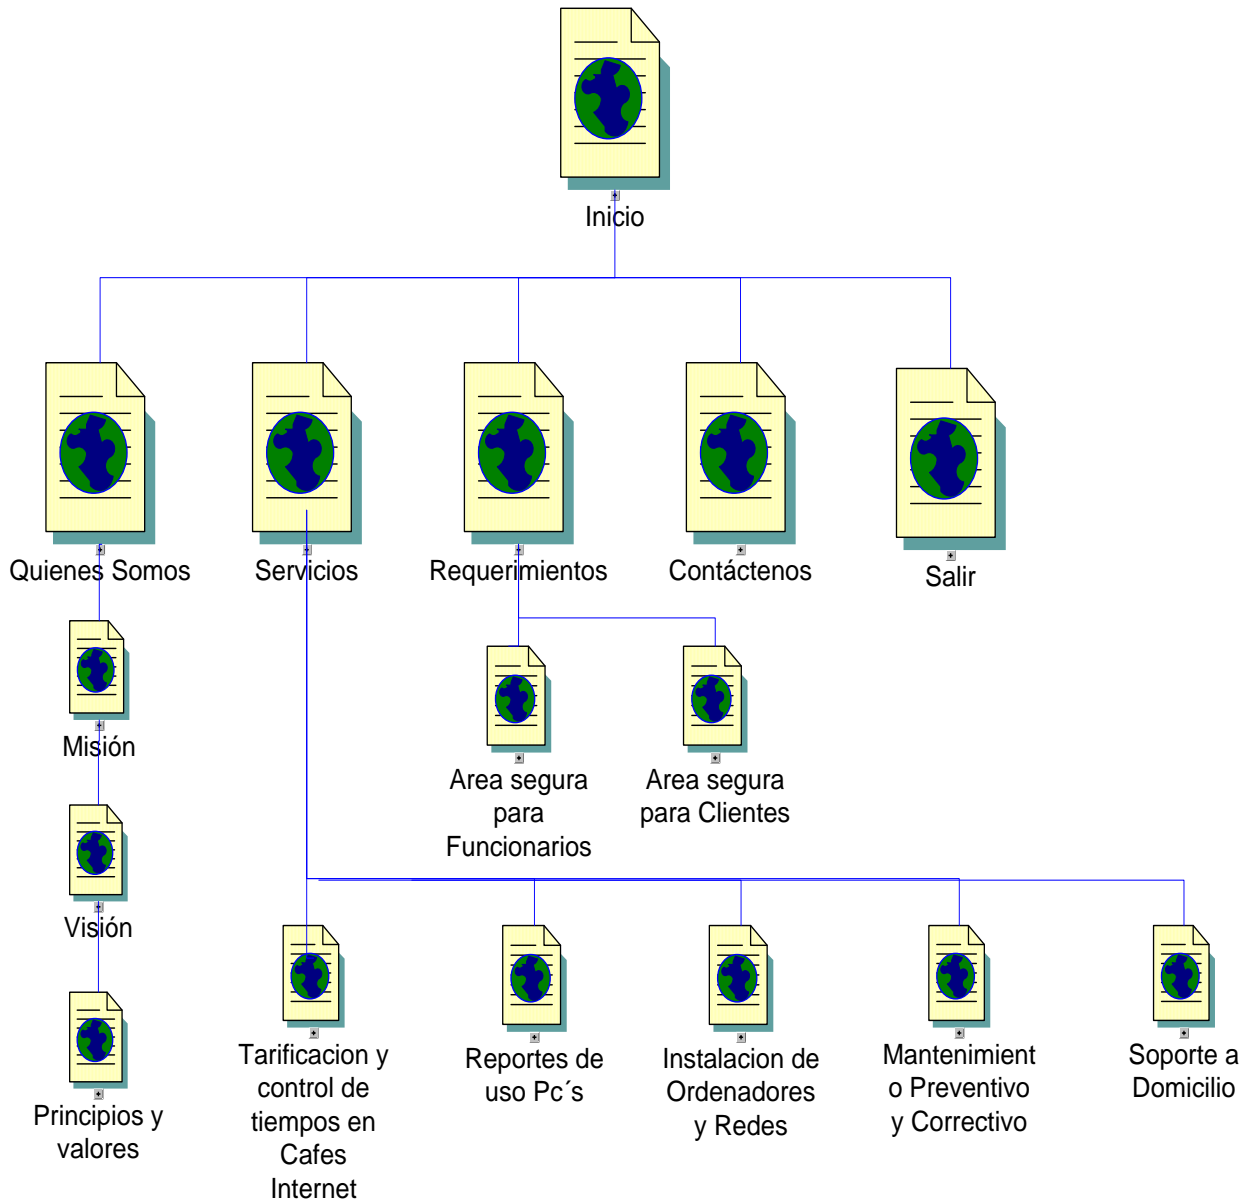 Inicio
Quienes Somos
Servicios
Requerimientos
Contáctenos
Salir
Misión
Visión
Principios y
valores
Area segura
para
Funcionarios
Area segura
para Clientes
Tarificacion y
control de
tiempos en
Cafes
Internet
Reportes de
uso Pc´s
Instalacion de
Ordenadores
y Redes
Mantenimient
o Preventivo
y Correctivo
Soporte a
Domicilio